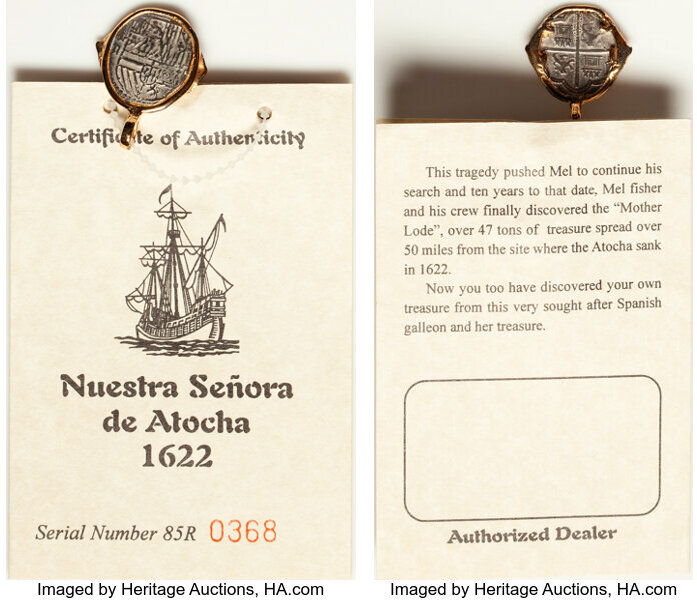 Certificate of Authenticity
Nuestra Señora
de Atocha
1622
Serial Number 85R 0368
Imaged by Heritage Auctions, HA.com
This tragedy pushed Mel to continue his
search and ten years to that date, Mel fisher
and his crew finally discovered the “Mother
Lode”, over 47 tons of treasure spread over
50 miles from the site where the Atocha sank
in 1622.
Now you too have discovered your own
treasure from this very sought after Spanish
galleon and her treasure.
Authorized Dealer
Imaged by Heritage Auctions, HA.com